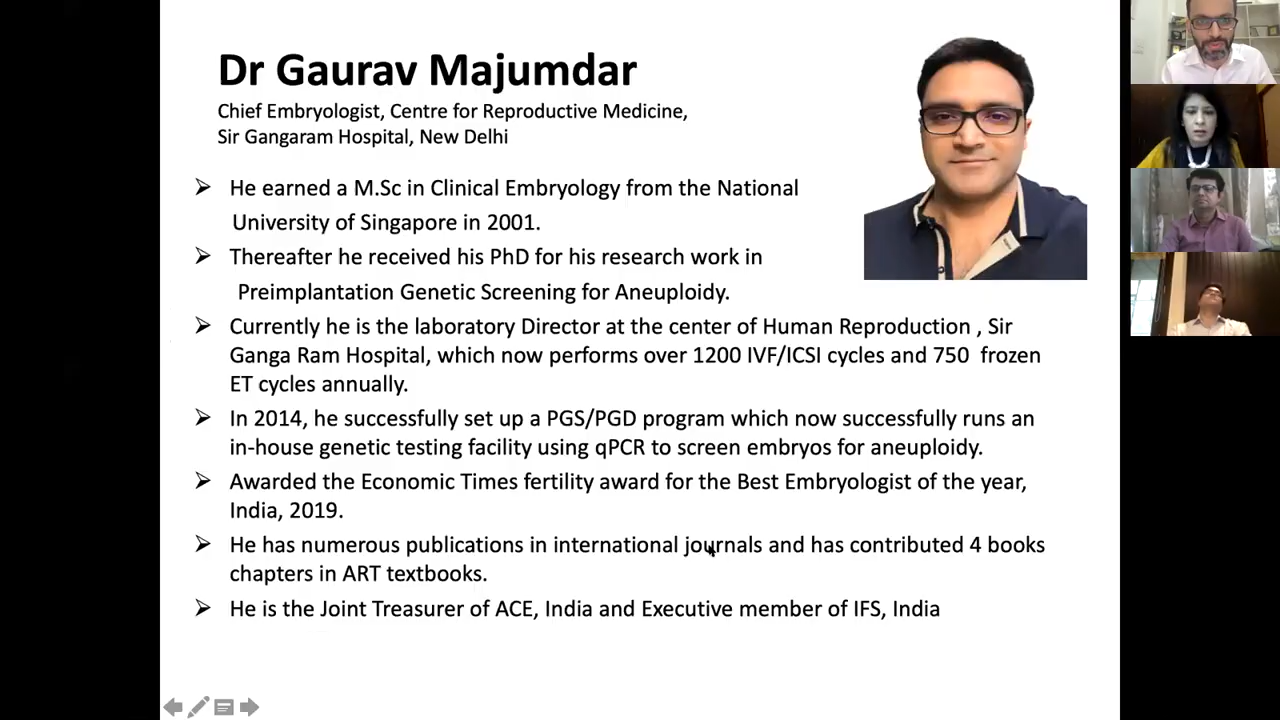 Dr Gaurav Majumdar
Chief Embryologist, Centre for Reproductive Medicine,
Sir Gangaram Hospital, New Delhi
➢ He earned a M.Sc in Clinical Embryology from the National
University of Singapore in 2001.
➢ Thereafter he received his PhD for his research work in
Preimplantation Genetic Screening for Aneuploidy.
➢ Currently he is the laboratory Director at the center of Human Reproduction , Sir
Ganga Ram Hospital, which now performs over 1200 IVF/ICSI cycles and 750 frozen
ET cycles annually.
➢ In 2014, he successfully set up a PGS/PGD program which now successfully runs an
in-house genetic testing facility using qPCR to screen embryos for aneuploidy.
➢ Awarded the Economic Times fertility award for the Best Embryologist of the year,
India, 2019.
➢ He has numerous publications in international journals and has contributed 4 books
chapters in ART textbooks.
➢ He is the Joint Treasurer of ACE, India and Executive member of IFS, India